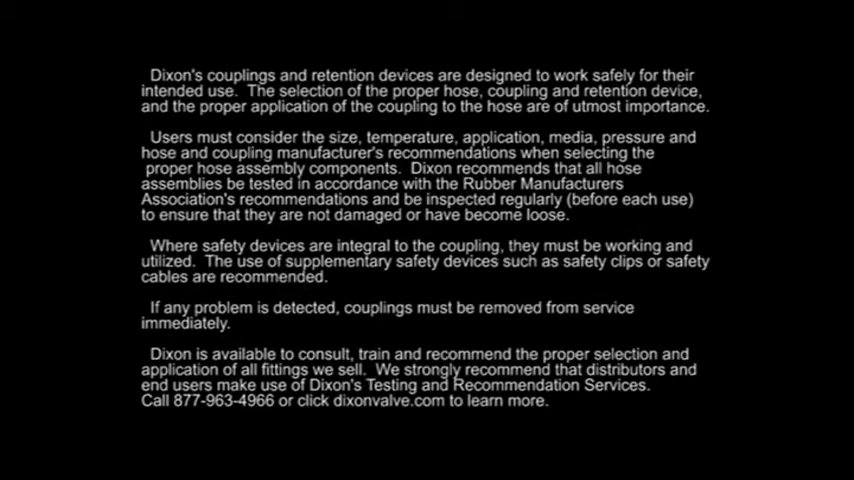 Dixon's couplings and retention devices are designed to work safely for their
intended use. The selection of the proper hose, coupling and retention device,
and the proper application of the coupling to the hose are of utmost importance.
Users must consider the size, temperature, application, media, pressure and
hose and coupling manufacturer's recommendations when selecting the
proper hose assembly components. Dixon recommends that all hose
assemblies be tested in accordance with the Rubber Manufacturers
Association's recommendations and be inspected regularly (before each use)
to ensure that they are not damaged or have become loose.
Where safety devices are integral to the coupling, they must be working and
utilized. The use of supplementary safety devices such as safety clips or safety
cables are recommended.
If any problem is detected, couplings must be removed from service
immediately.
Dixon is available to consult, train and recommend the proper selection and
application of all fittings we sell. We strongly recommend that distributors and
end users make use of Dixon's Testing and Recommendation Services.
Call 877-963-4966 or click dixonvalve.com to learn more.